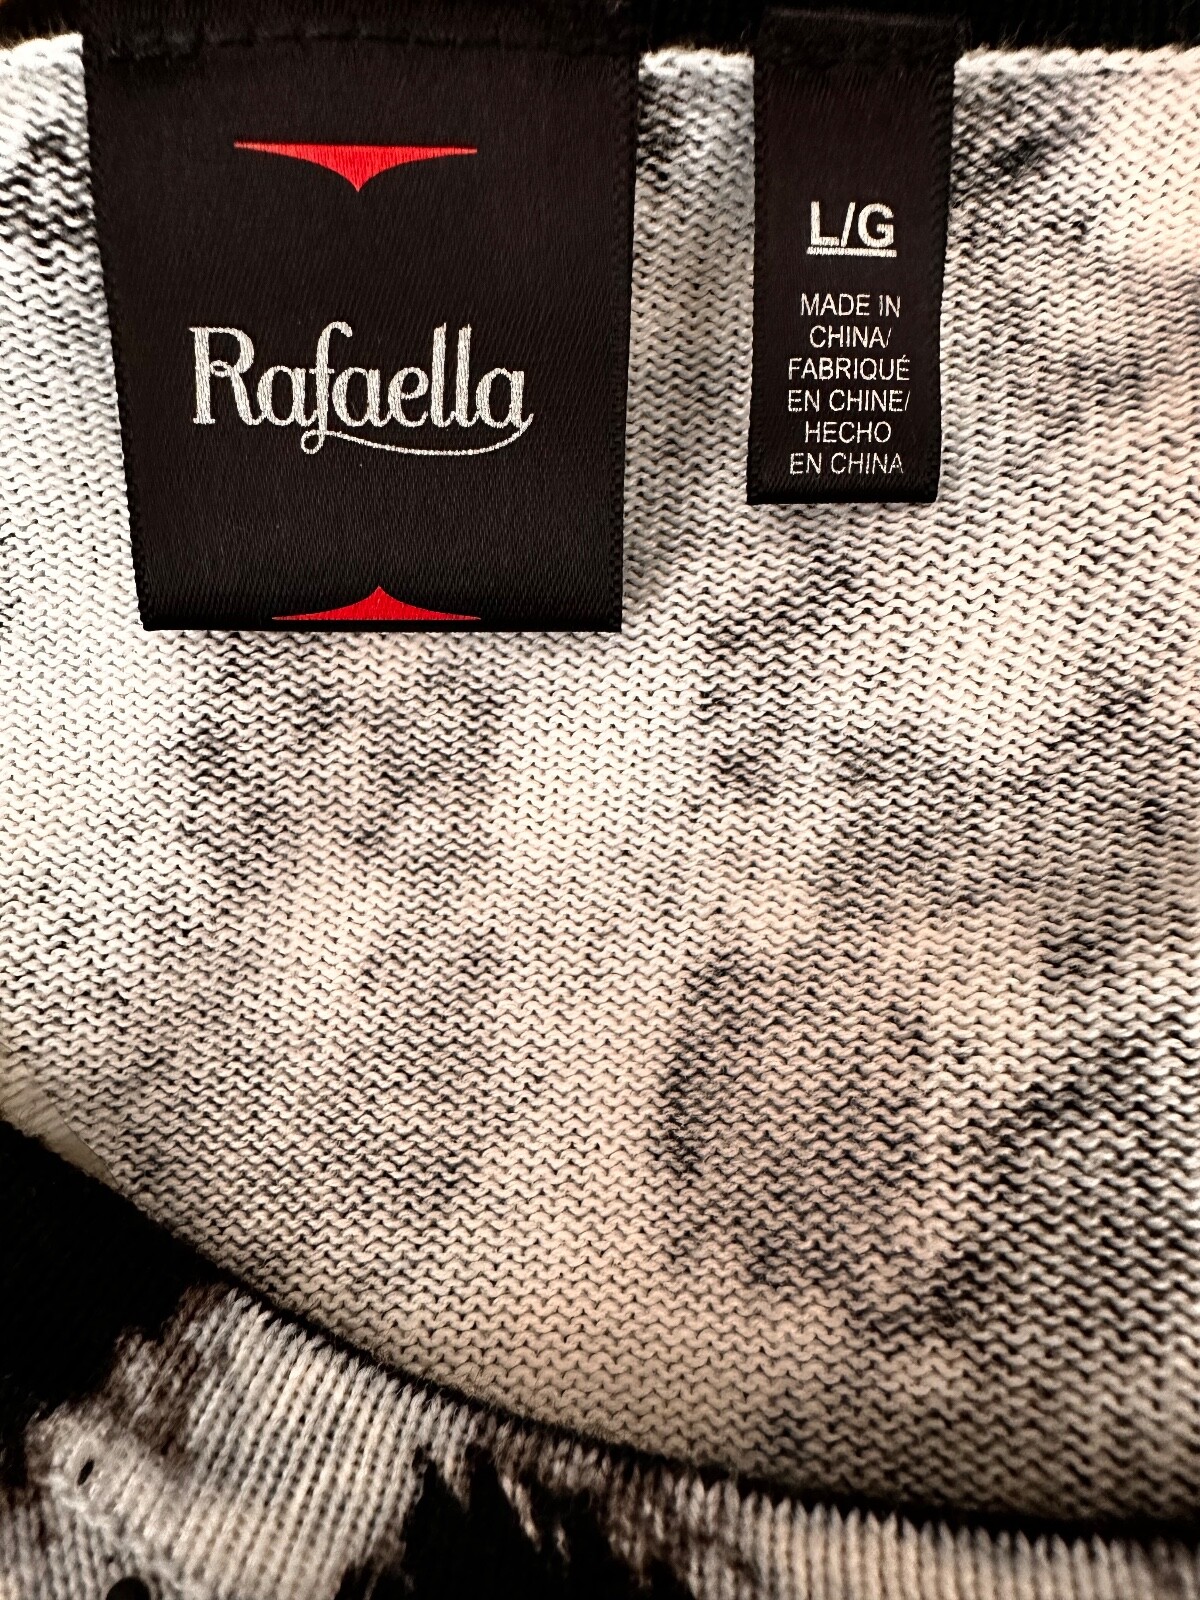 Rafaella
L/G
MADE IN
CHINA/
FABRIQUÉ
EN CHINE/
HECHO
EN CHINA